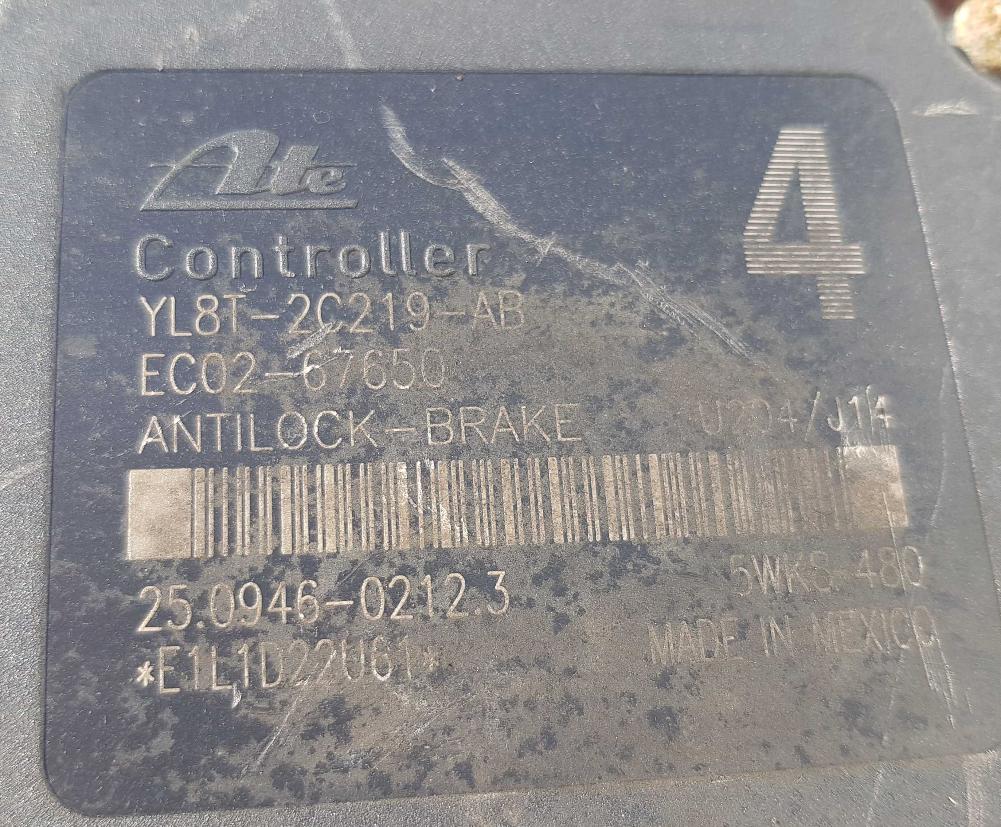 Ate
4
Controller
YL8T-2C219-AB
EC02-67650
ANTILOCK-BRAKE U204/J14
25.0946-0212.3 5WK8 480
*E1L1D22U61*
MADE IN MEXICO